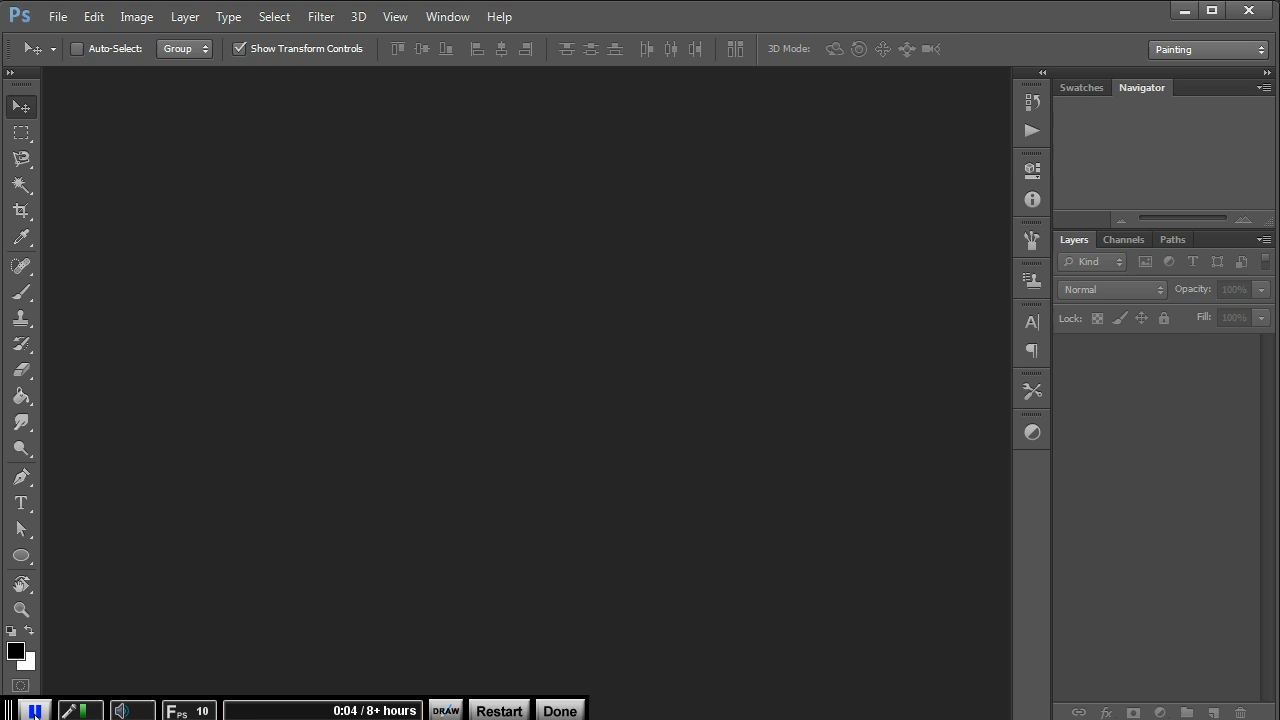 Ps File Edit Image Layer Type Select Filter 3D View Window Help
Auto-Select: Group Show Transform Controls 3D Mode: Painting
Swatches Navigator
Layers Channels Paths
Kind T
Normal Opacity: 100%
Lock: Fill: 100%
A
T
FPS 10 0:04 / 8+ hours DRAW Restart Done
fx